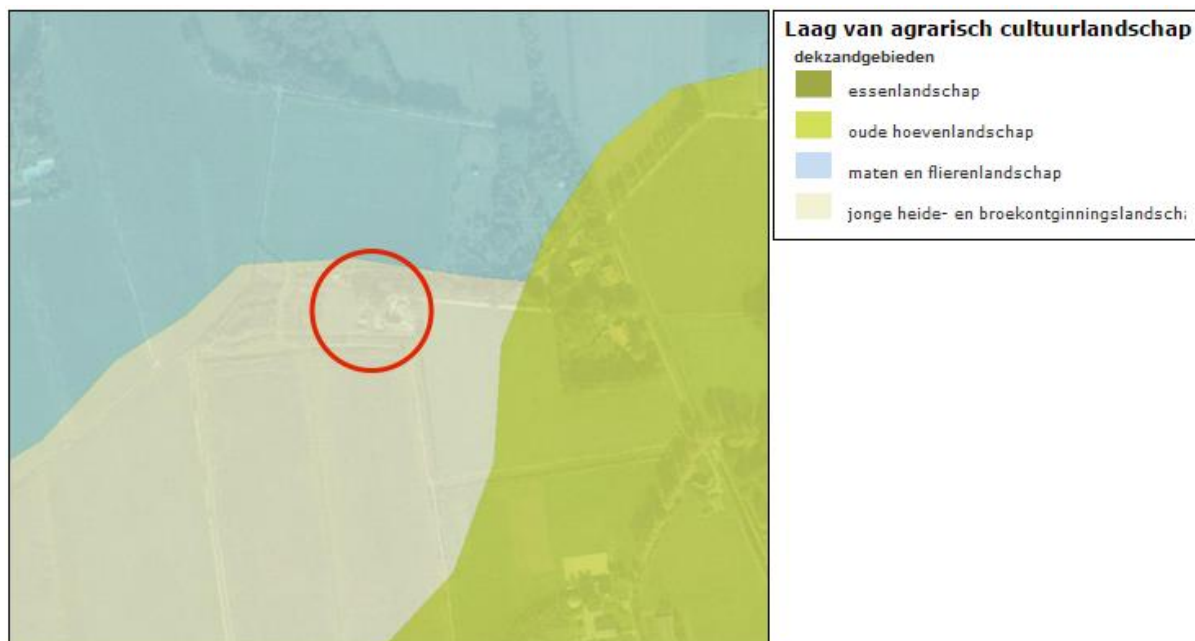 Laag van agrarisch cultuurlandschap
dekzandgebieden
essenlandschap
oude hoevenlandschap
maten en flierenlandschap
jonge heide- en broekontginningslandsch